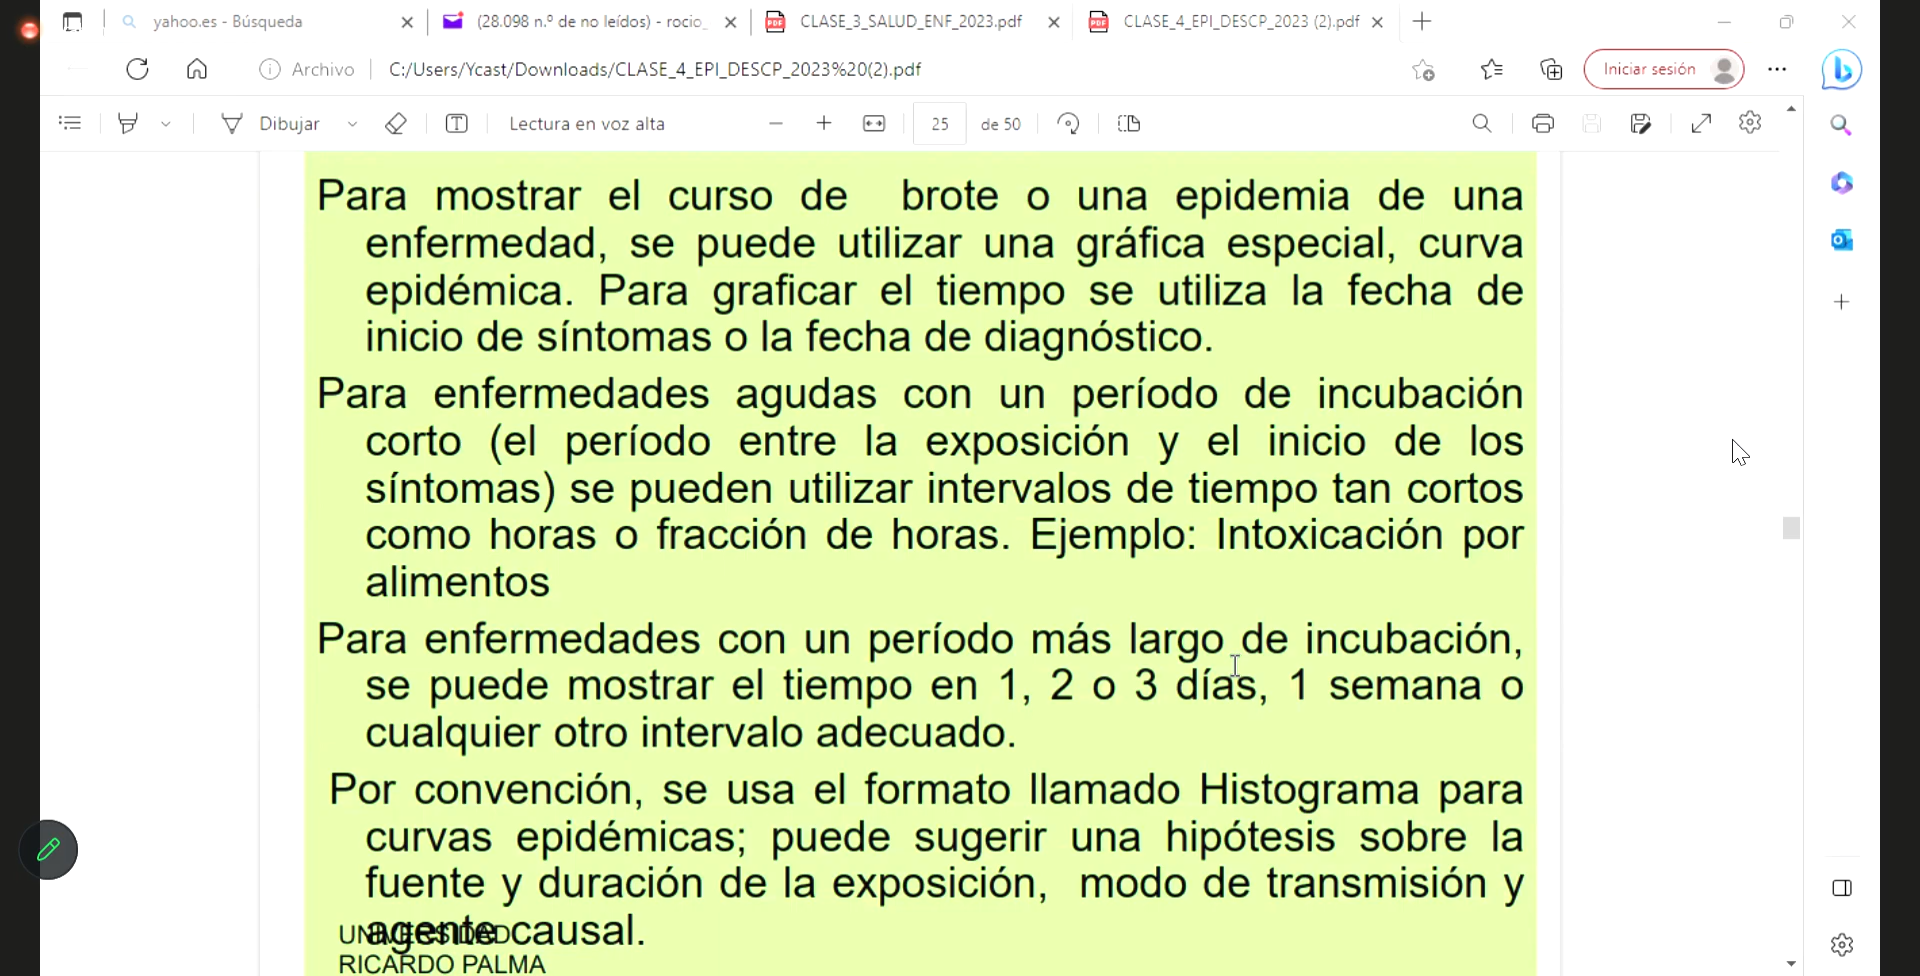 yahoo.es - Búsqueda
(28.098 n.º de no leídos) - rocio_
CLASE_3_SALUD_ENF_2023.pdf
CLASE_4_EPI_DESCP_2023 (2).pdf
Archivo
C:/Users/Ycast/Downloads/CLASE_4_EPI_DESCP_2023%20(2).pdf
Iniciar sesión
Dibujar
Lectura en voz alta
25
de 50
Para mostrar el curso de brote o una epidemia de una
enfermedad, se puede utilizar una gráfica especial, curva
epidémica. Para graficar el tiempo se utiliza la fecha de
inicio de síntomas o la fecha de diagnóstico.
Para enfermedades agudas con un período de incubación
corto (el período entre la exposición y el inicio de los
síntomas) se pueden utilizar intervalos de tiempo tan cortos
como horas o fracción de horas. Ejemplo: Intoxicación por
alimentos
Para enfermedades con un período más largo de incubación,
se puede mostrar el tiempo en 1, 2 o 3 días, 1 semana o
cualquier otro intervalo adecuado.
Por convención, se usa el formato llamado Histograma para
curvas epidémicas; puede sugerir una hipótesis sobre la
fuente y duración de la exposición, modo de transmisión y
agente causal.
UNIVERSIDAD
RICARDO PALMA